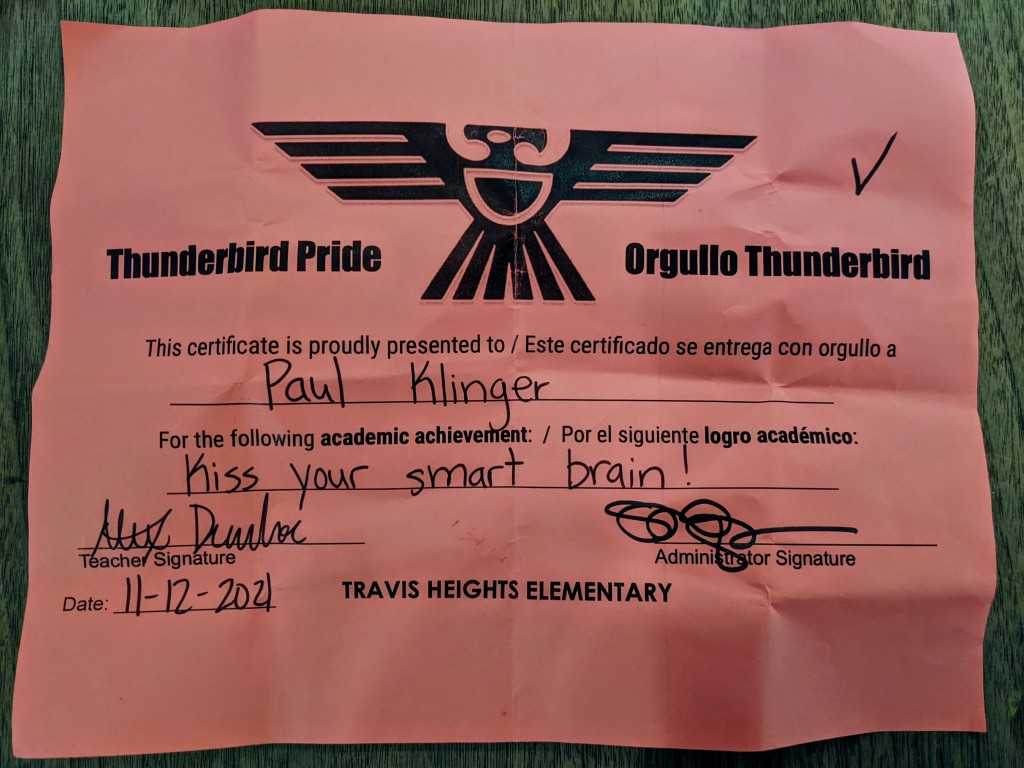 Thunderbird Pride
Orgullo Thunderbird
This certificate is proudly presented to / Este certificado se entrega con orgullo a
Paul Klinger
For the following academic achievement: / Por el siguiente logro académico:
Kiss your smart brain!
Alex
Teacher Signature
Administrator Signature
Date: 11-12-2021
TRAVIS HEIGHTS ELEMENTARY